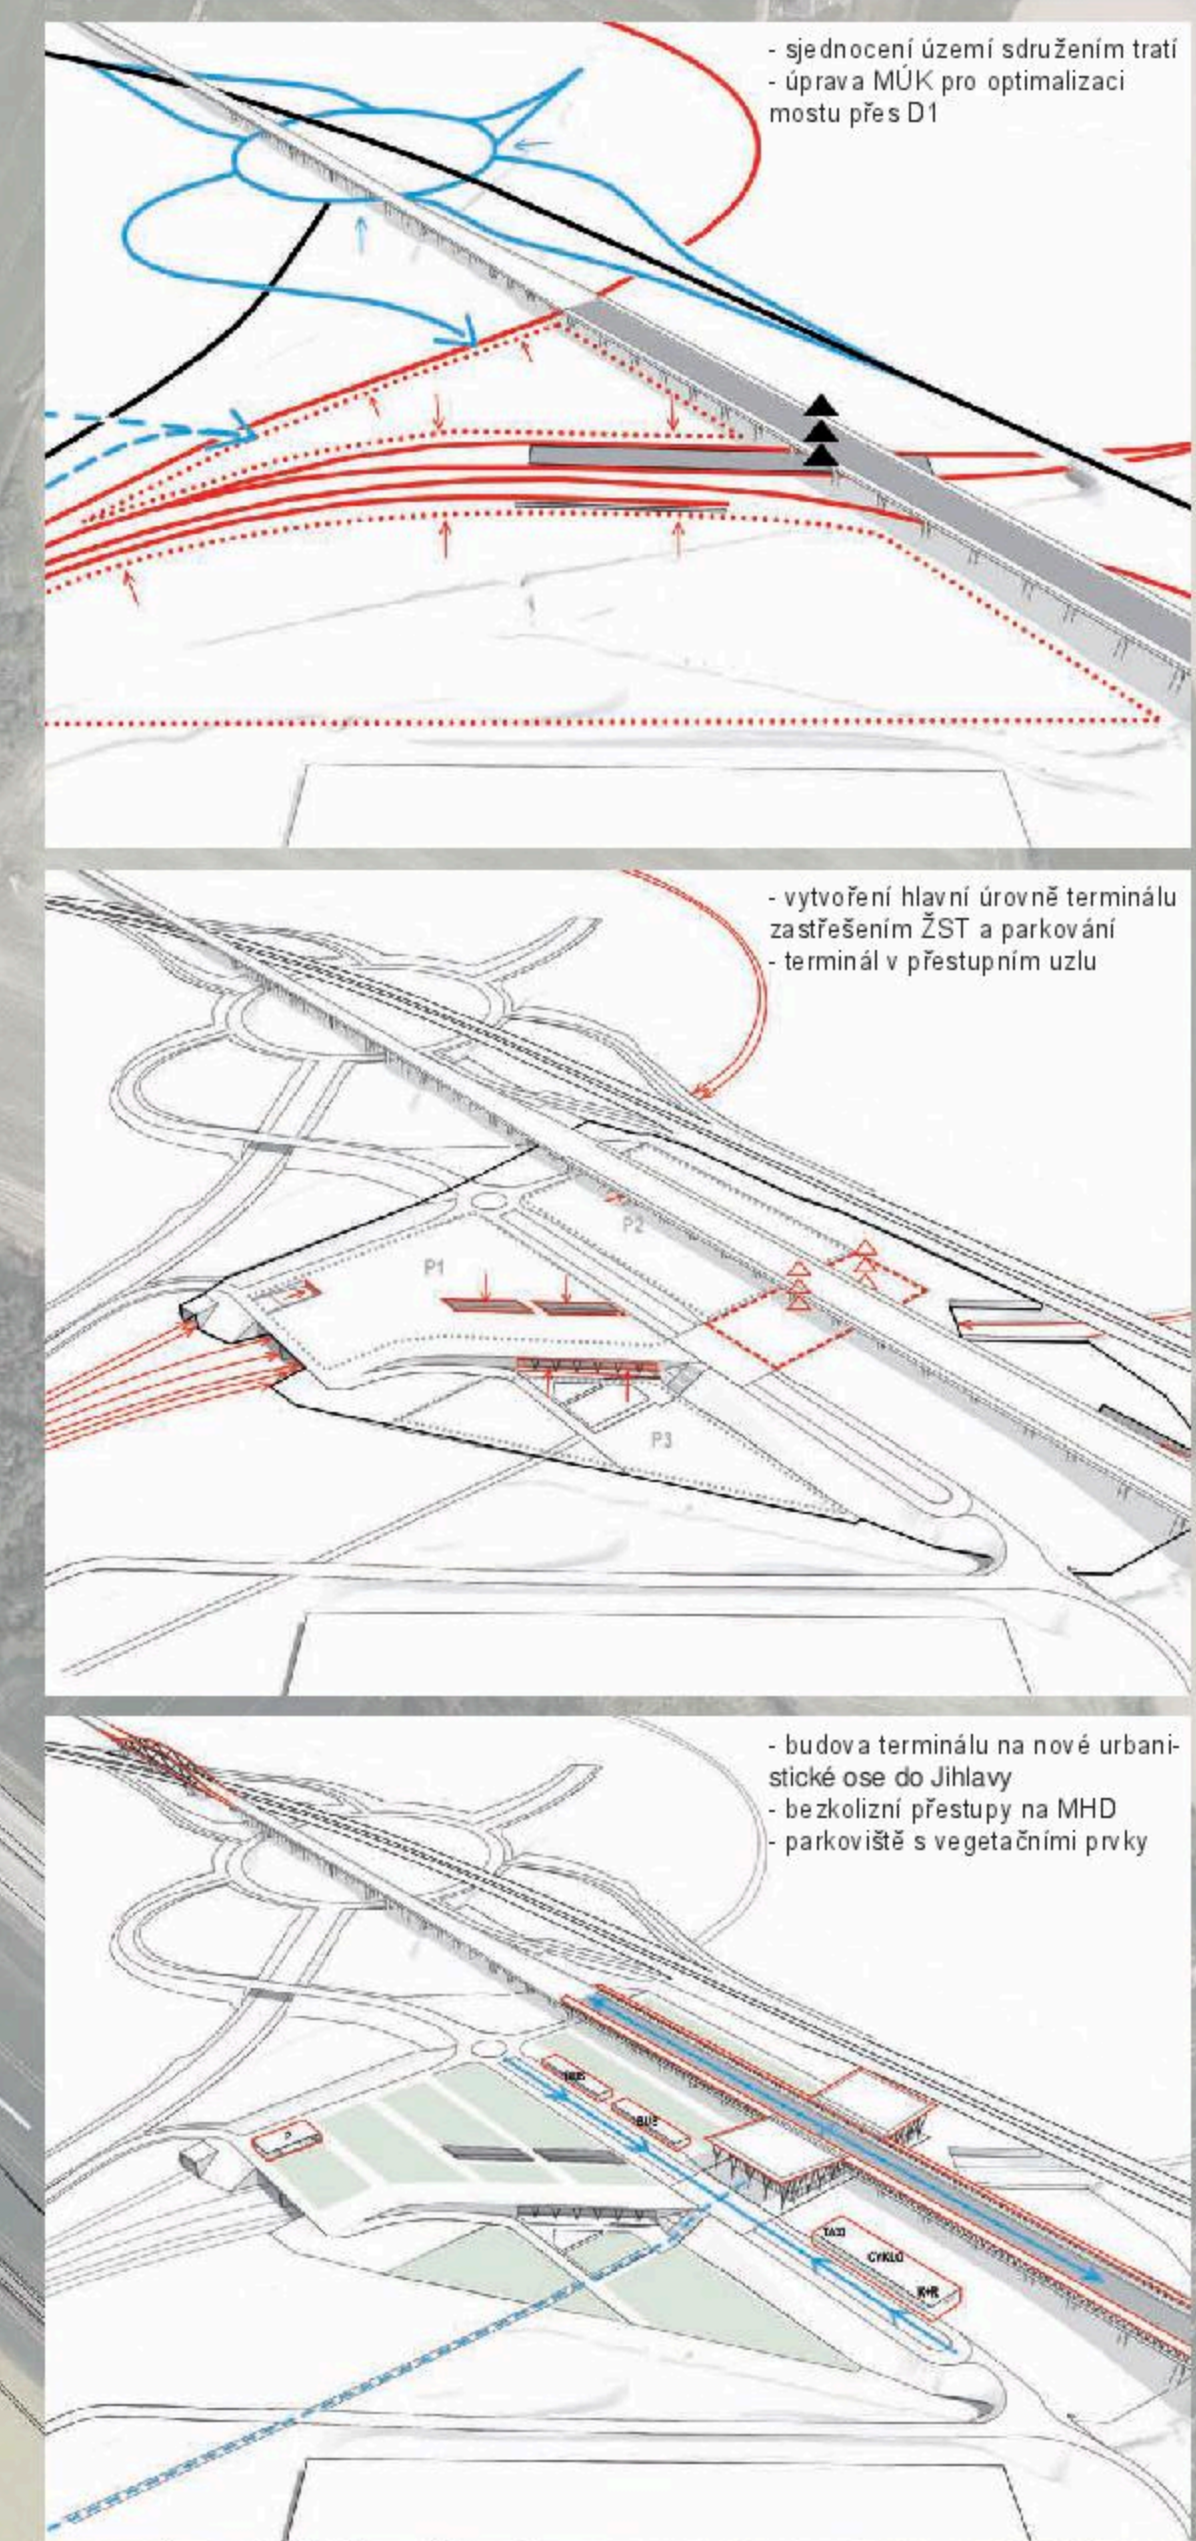 - sjednocení území sdružením tratí
- úprava MÚK pro optimalizaci
mostu přes D1
- vytvoření hlavní úrovně terminálu
zastřešením ŽST a parkování
- terminál v přestupním uzlu
P2
P1
P3
- budova terminálu na nové urbani-
stické ose do Jihlavy
- bezkolizní přestupy na MHD
- parkoviště s vegetačními prvky
BUS
BUS
P
TAXI
CYKLO
K+R